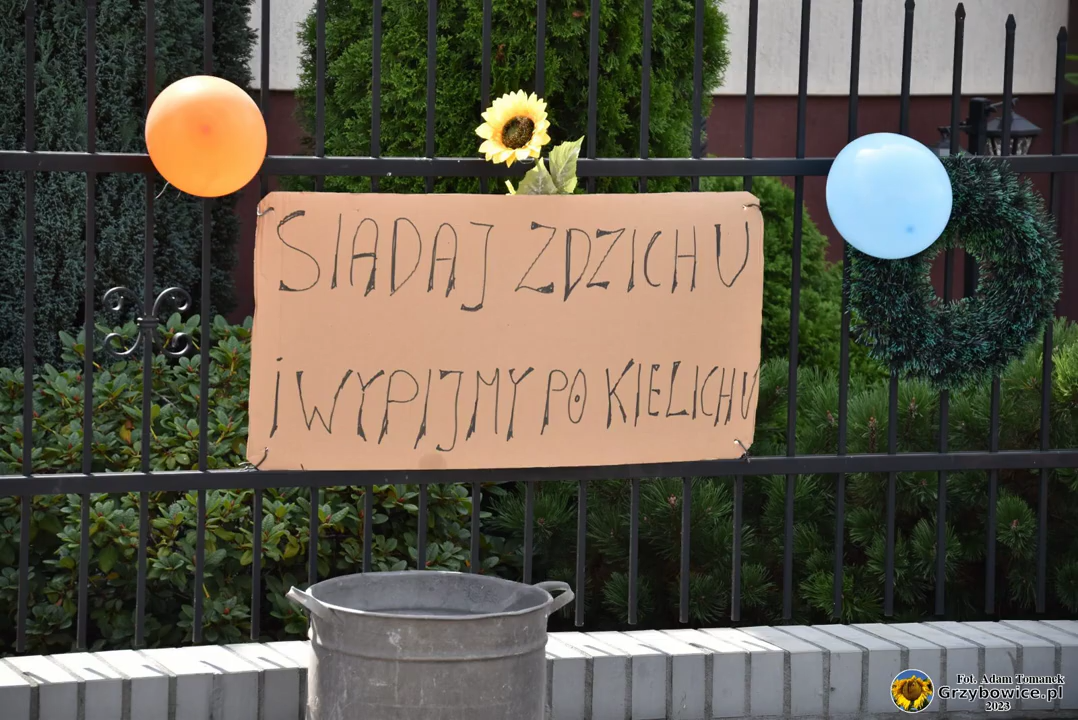 SIADAJ ZDZICHU
i WYPIJMY PO KIELICHU
Fot. Adam Tomanek
Grzybowice.pl
2023